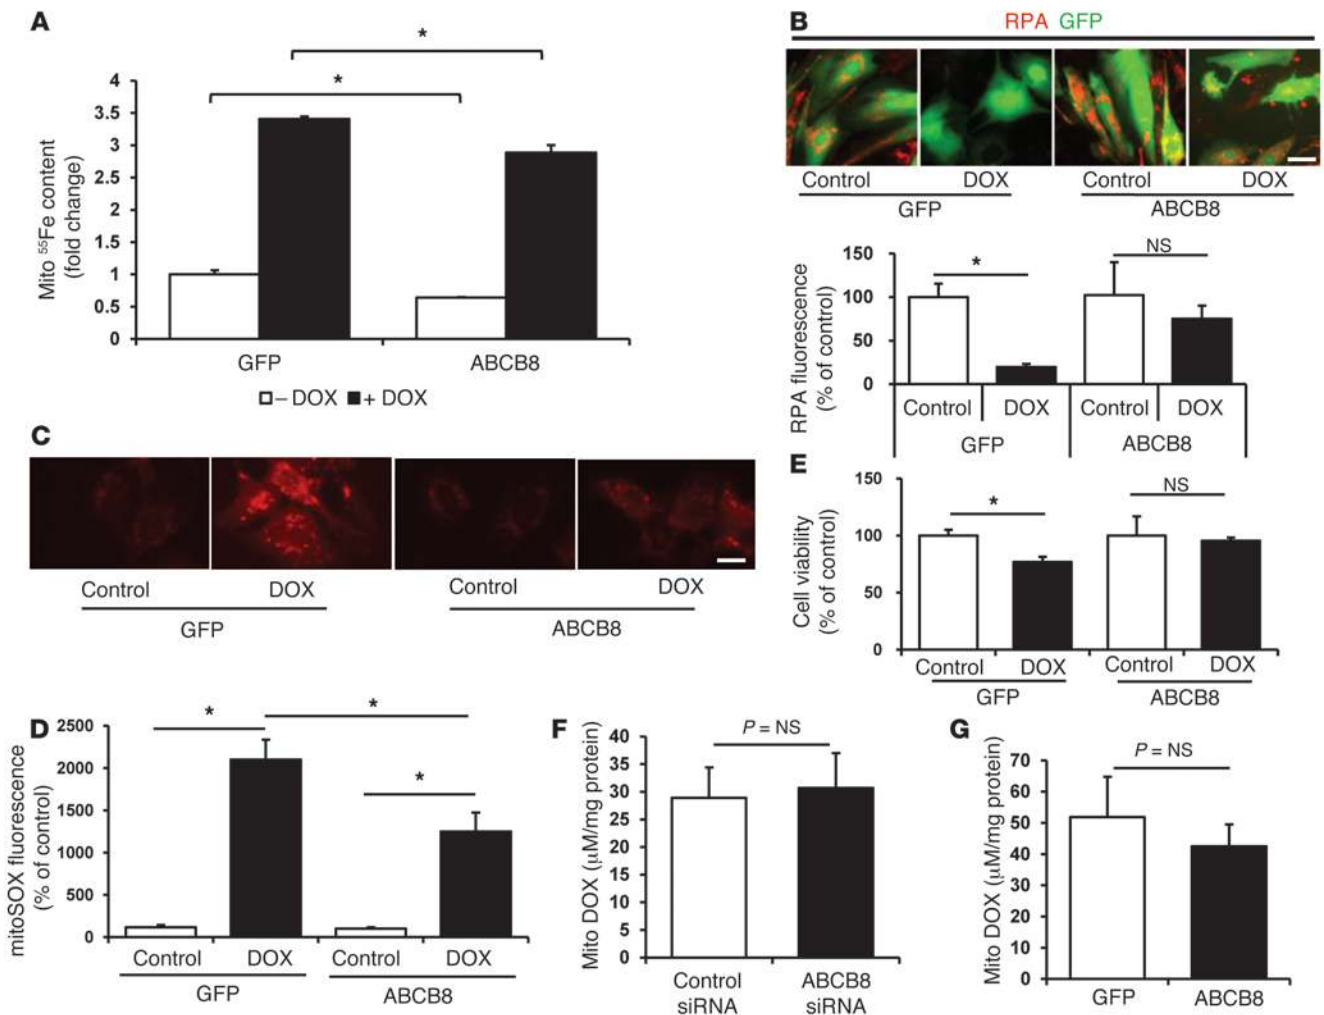 A
*
*
4
3.5
3
2.5
2
1.5
1
0.5
0
Mito ⁵⁵Fe content
(fold change)
GFP
ABCB8
– DOX + DOX
B
RPA GFP
Control
DOX
Control
DOX
GFP
ABCB8
150
100
50
0
RPA fluorescence
(% of control)
*
NS
Control
DOX
Control
DOX
GFP
ABCB8
C
Control
DOX
Control
DOX
GFP
ABCB8
E
150
100
50
0
Cell viability
(% of control)
*
NS
Control
DOX
Control
DOX
GFP
ABCB8
D
2500
2000
1500
1000
500
0
mitoSOX fluorescence
(% of control)
*
*
*
Control
DOX
Control
DOX
GFP
ABCB8
F
40
35
30
25
20
15
10
5
0
Mito DOX (μM/mg protein)
P = NS
Control
siRNA
ABCB8
siRNA
G
70
60
50
40
30
20
10
0
Mito DOX (μM/mg protein)
P = NS
GFP
ABCB8